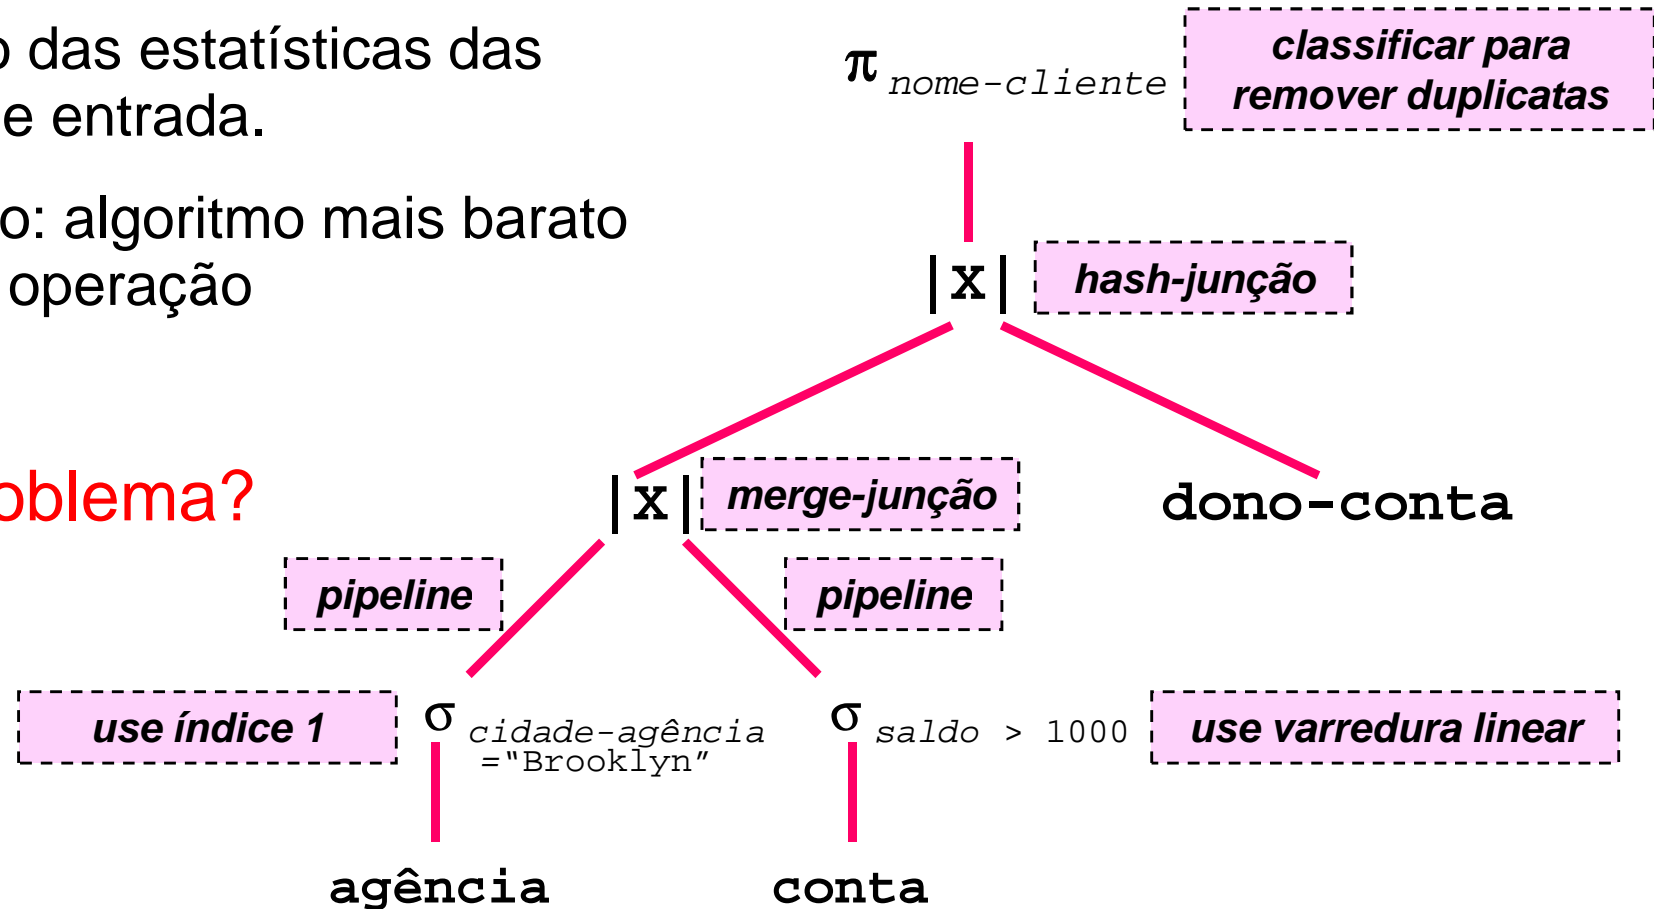 o das estatísticas das
e entrada.
o: algoritmo mais barato
operação
oblema?
π nome-cliente
classificar para
remover duplicatas
|x|
hash-junção
|x|
merge-junção
dono-conta
pipeline
pipeline
use índice 1
σ cidade-agência
="Brooklyn"
σ saldo > 1000
use varredura linear
agência
conta